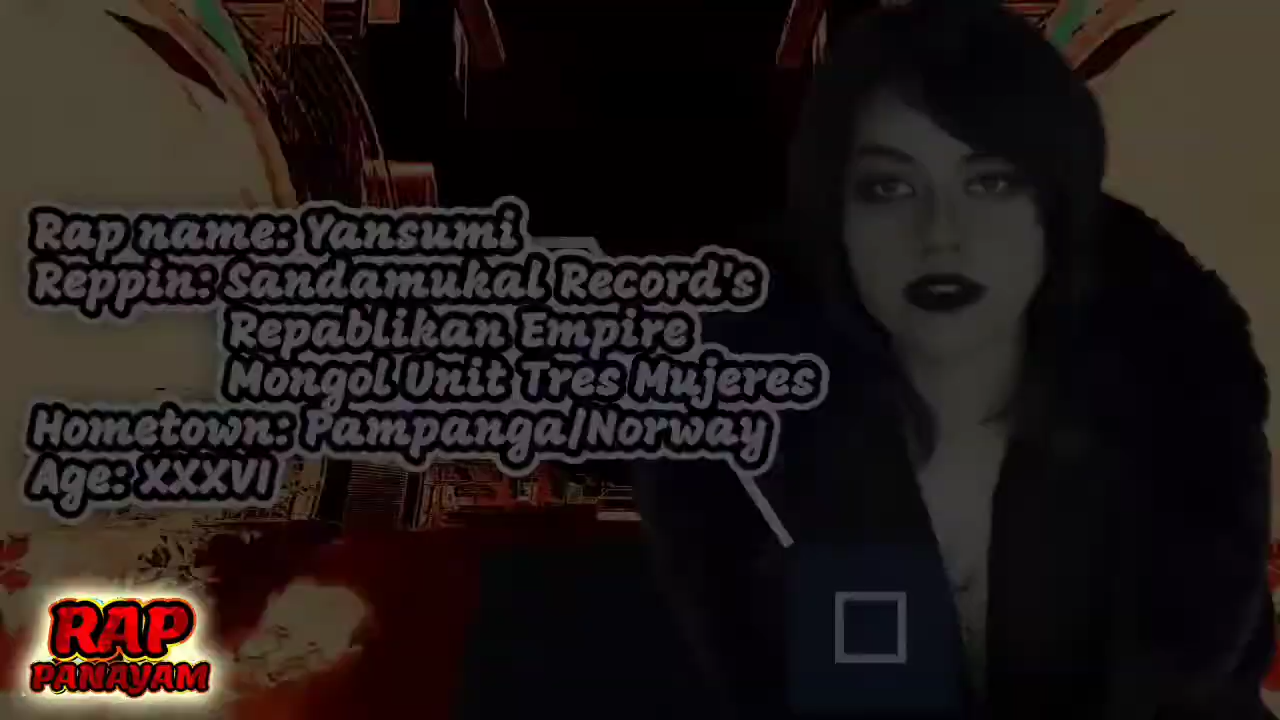 Rap name: Yansumi
Reppin: Sandamukal Record's
Repablikan Empire
Mongol Unit Tres Mujeres
Hometown: Pampanga/Norway
Age: XXXVI
RAP
PANAYAM